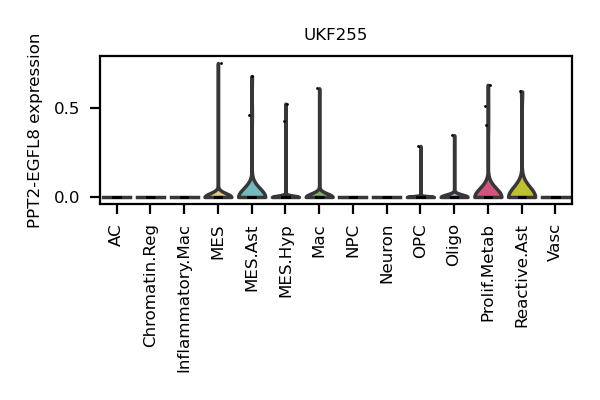 UKF255
PPT2-EGFL8 expression
0.5
0.0
AC
Chromatin.Reg
Inflammatory.Mac
MES
MES.Ast
MES.Hyp
Mac
NPC
Neuron
OPC
Oligo
Prolif.Metab
Reactive.Ast
Vasc